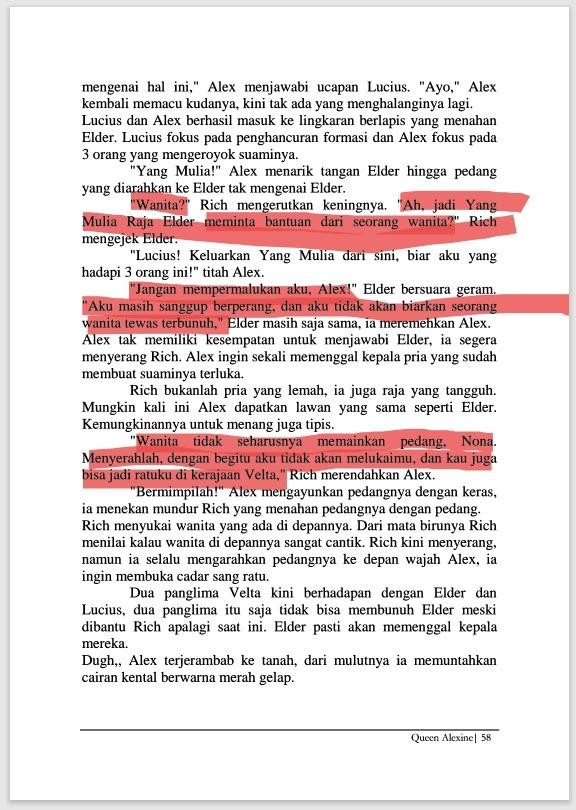 mengenai hal ini," Alex menjawabi ucapan Lucius. "Ayo," Alex
kembali memacu kudanya, kini tak ada yang menghalanginya lagi.
Lucius dan Alex berhasil masuk ke lingkaran berlapis yang menahan
Elder. Lucius fokus pada penghancuran formasi dan Alex fokus pada
3 orang yang mengeroyok suaminya.
"Yang Mulia!" Alex menarik tangan Elder hingga pedang
yang diarahkan ke Elder tak mengenai Elder.
"Wanita?" Rich mengerutkan keningnya. "Ah, jadi Yang
Mulia Raja Elder meminta bantuan dari seorang wanita?" Rich
mengejek Elder.
"Lucius! Keluarkan Yang Mulia dari sini, biar aku yang
hadapi 3 orang ini!" titah Alex.
"Jangan mempermalukan aku, Alex!" Elder bersuara geram.
"Aku masih sanggup berperang, dan aku tidak akan biarkan seorang
wanita tewas terbunuh," Elder masih saja sama, ia meremehkan Alex.
Alex tak memiliki kesempatan untuk menjawabi Elder, ia segera
menyerang Rich. Alex ingin sekali memenggal kepala pria yang sudah
membuat suaminya terluka.
Rich bukanlah pria yang lemah, ia juga raja yang tangguh.
Mungkin kali ini Alex dapatkan lawan yang sama seperti Elder.
Kemungkinannya untuk menang juga tipis.
"Wanita tidak seharusnya memainkan pedang, Nona.
Menyerahlah, dengan begitu aku tidak akan melukaimu, dan kau juga
bisa jadi ratuku di kerajaan Velta," Rich merendahkan Alex.
"Bermimpilah!" Alex mengayunkan pedangnya dengan keras,
ia menekan mundur Rich yang menahan pedangnya dengan pedang.
Rich menyukai wanita yang ada di depannya. Dari mata birunya Rich
menilai kalau wanita di depannya sangat cantik. Rich kini menyerang,
namun ia selalu mengarahkan pedangnya ke depan wajah Alex, ia
ingin membuka cadar sang ratu.
Dua panglima Velta kini berhadapan dengan Elder dan
Lucius, dua panglima itu saja tidak bisa membunuh Elder meski
dibantu Rich apalagi saat ini. Elder pasti akan memenggal kepala
mereka.
Dugh,, Alex terjerambab ke tanah, dari mulutnya ia memuntahkan
cairan kental berwarna merah gelap.
Queen Alexine| 58